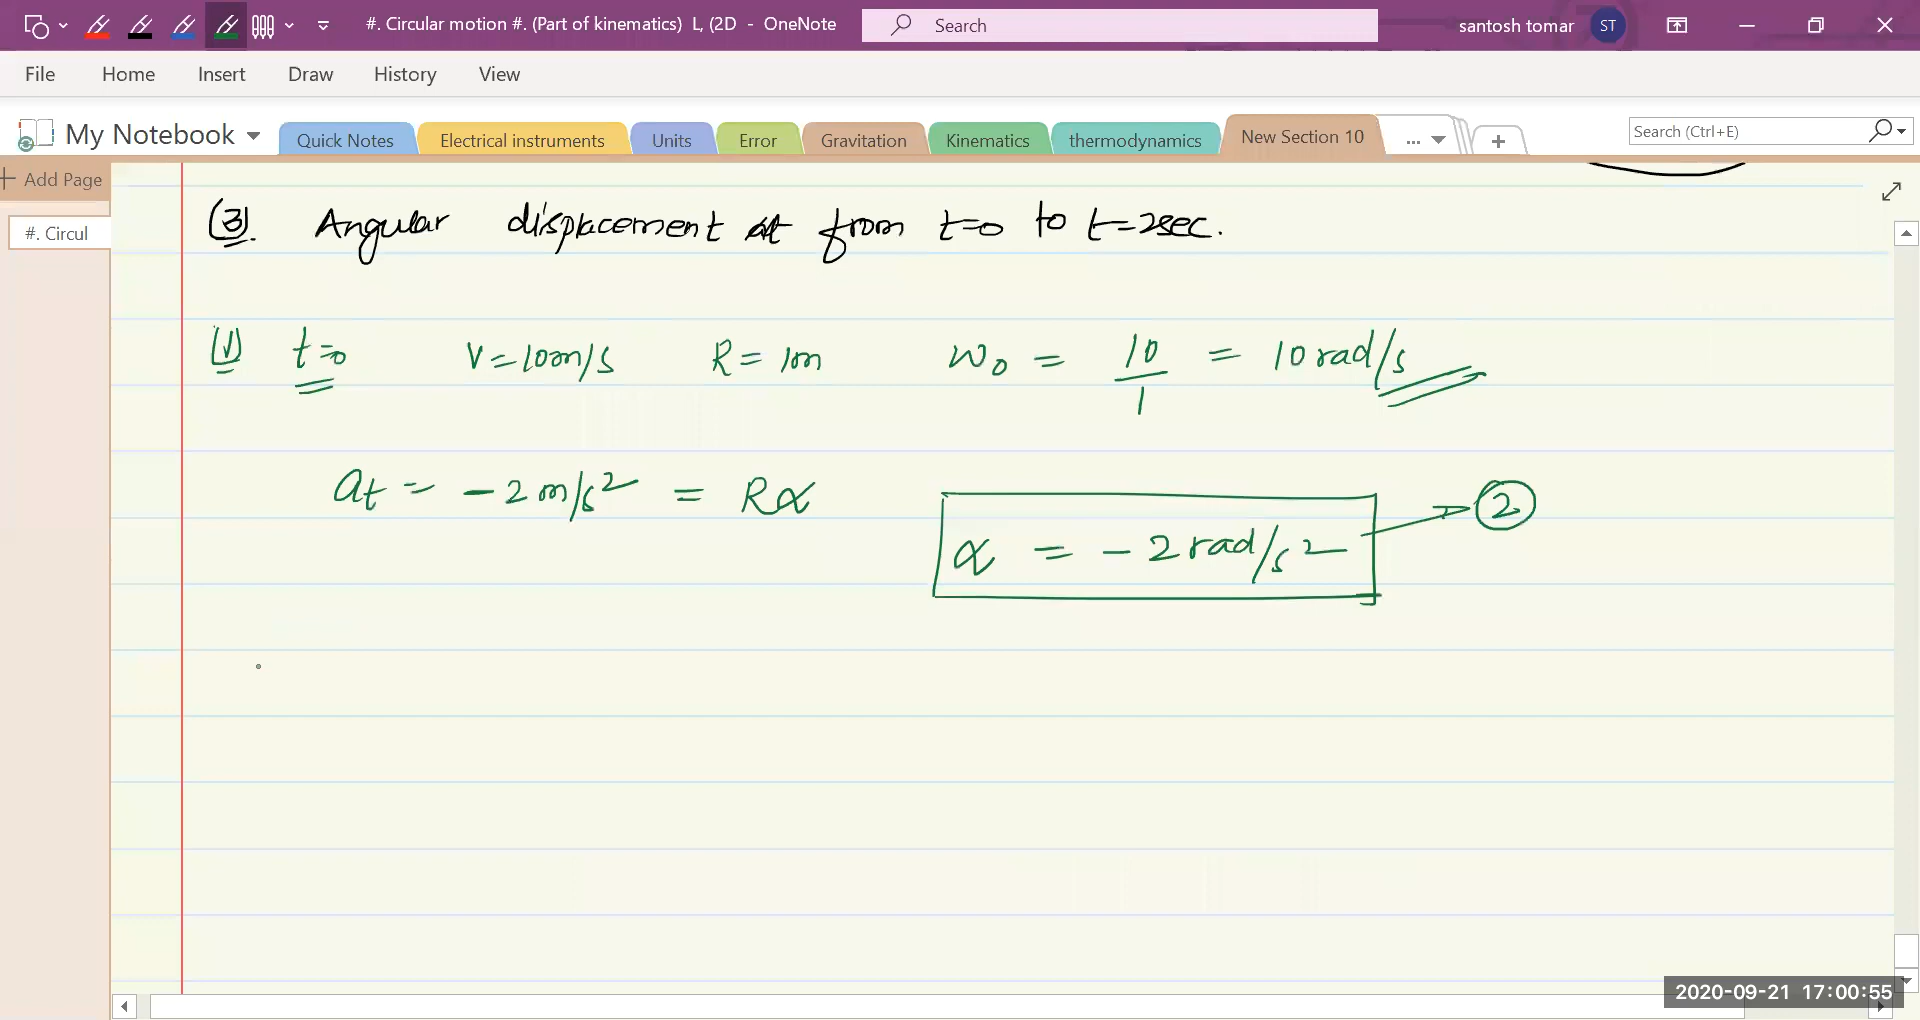 #. Circular motion #. (Part of kinematics) L, (2D - OneNote
Search
santosh tomar ST
File Home Insert Draw History View
My Notebook
Quick Notes Electrical instruments Units Error Gravitation Kinematics thermodynamics New Section 10 ... +
Search (Ctrl+E)
+ Add Page
#. Circul
(3). Angular displacement at from t=0 to t=2sec.
(1) t=0 V=10m/s R=1m ω₀ = 10/1 = 10 rad/s
at = -2m/s² = Rα
α = -2 rad/s² → 2
2020-09-21 17:00:55